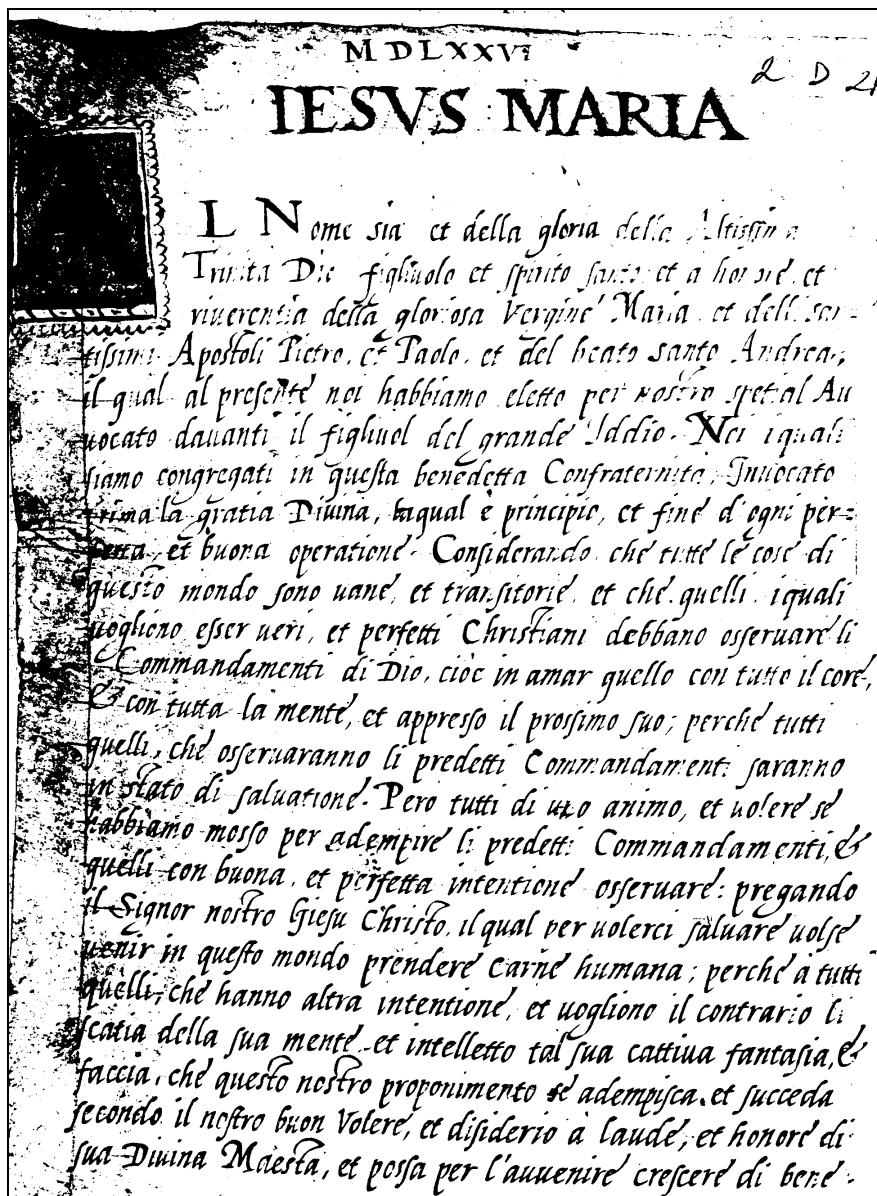 MDLXXVI
2 D 2
IESVS MARIA
L Nome sia et della gloria della Altissima
Trinita Dio figliuolo et spirito santo et a honore et
riuerentia della gloriosa Vergine Maria et delli san-
tissimi Apostoli Pietro, et Paolo, et del beato santo Andrea,
il qual al presente noi habbiamo eletto per nostro spetial Au
uocato dauanti il figliuol del grande Iddio. Noi iquali
siamo congregati in questa benedetta Confraternita, Inuocato
prima la gratia Diuina, laqual è principio, et fine d'ogni per=
fetta, et buona operatione. Considerando che tutte le cose di
questo mondo sono uane, et transitorie, et che quelli, iquali
uogliono esser ueri, et perfetti Christiani debbano osseruare li
Commandamenti di Dio, cioè in amar quello con tutto il core,
& con tutta la mente, et appresso il prossimo suo; perche tutti
quelli, che osseruaranno li predetti Commandamenti saranno
in stato di saluatione. Pero tutti di uno animo, et uolere se
habbiamo mosso per adempire li predetti Commandamenti, &
quelli con buona, et perfetta intentione osseruare: pregando
il Signor nostro Giesu Christo, il qual per uolerci saluare uolse
uenir in questo mondo prendere carne humana; perche à tutti
quelli, che hanno altra intentione, et uogliono il contrario li
scatia della sua mente et intelletto tal sua cattiua fantasia, &
faccia, che questo nostro proponimento se adempisca, et succeda
secondo il nostro buon Volere, et disiderio à laude, et honore di
sua Diuina Maesta, et possa per l'auuenire crescere di bene